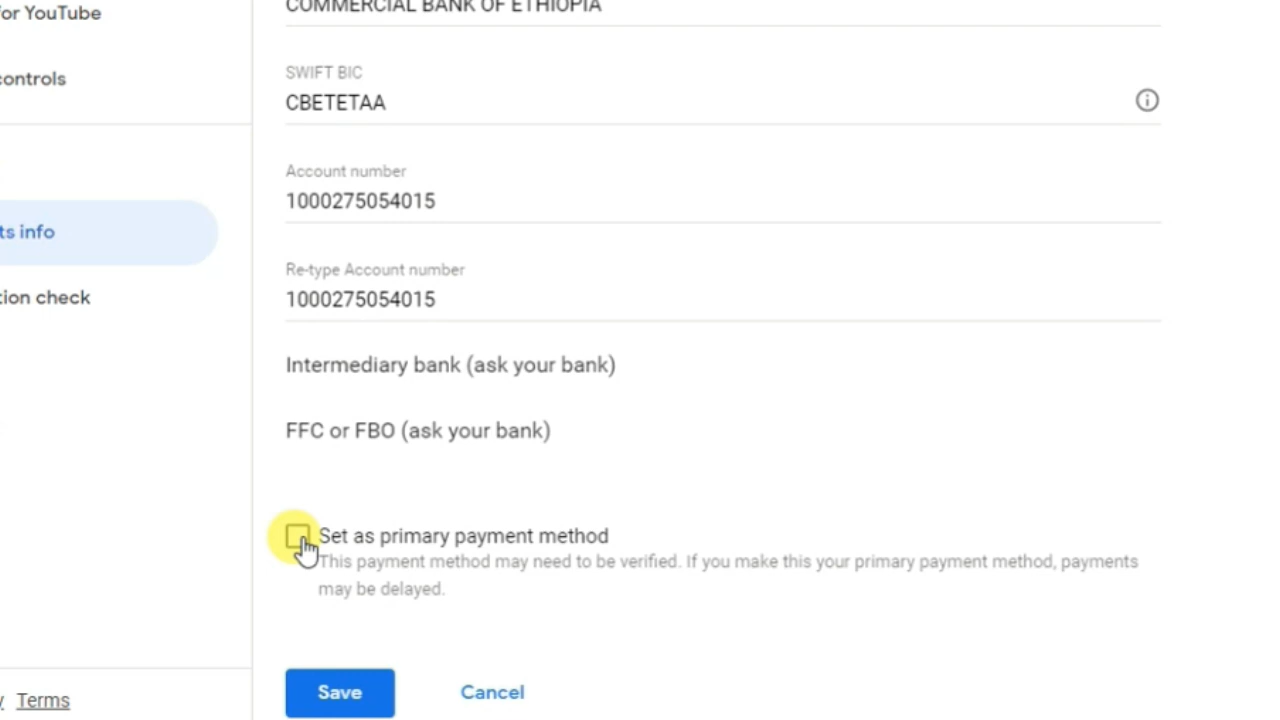 for YouTube
controls
ts info
tion check
Terms
COMMERCIAL BANK OF ETHIOPIA
SWIFT BIC
CBETETAA
Account number
1000275054015
Re-type Account number
1000275054015
Intermediary bank (ask your bank)
FFC or FBO (ask your bank)
Set as primary payment method
This payment method may need to be verified. If you make this your primary payment method, payments
may be delayed.
Save Cancel